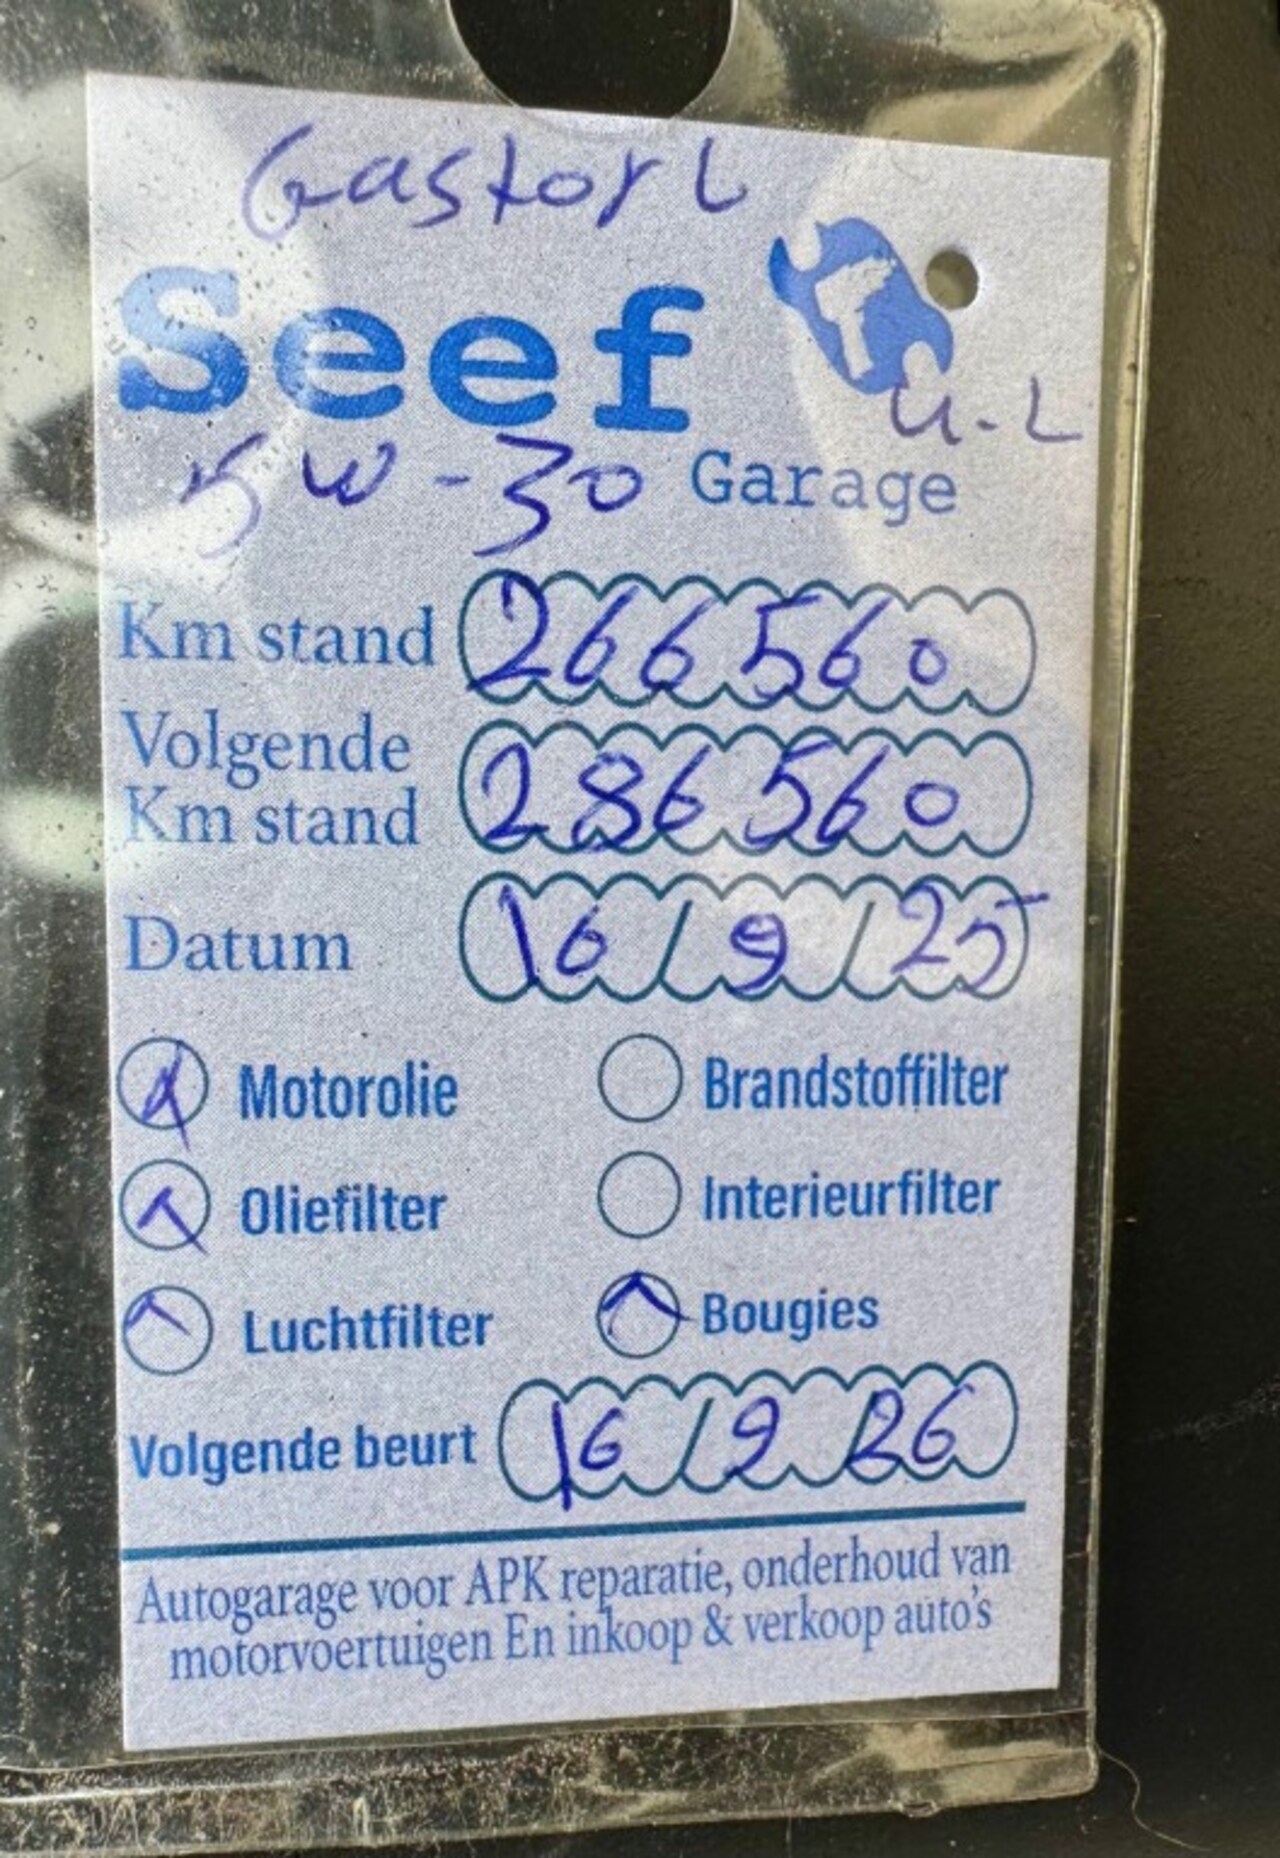 Gastorl
Seef
U-L
5W-30 Garage
Km stand 266560
Volgende
Km stand 286560
Datum 16/9/25
Motorolie Brandstoffilter
Oliefilter Interieurfilter
Luchtfilter Bougies
Volgende beurt 16/9/26
Autogarage voor APK reparatie, onderhoud van
motorvoertuigen En inkoop & verkoop auto's